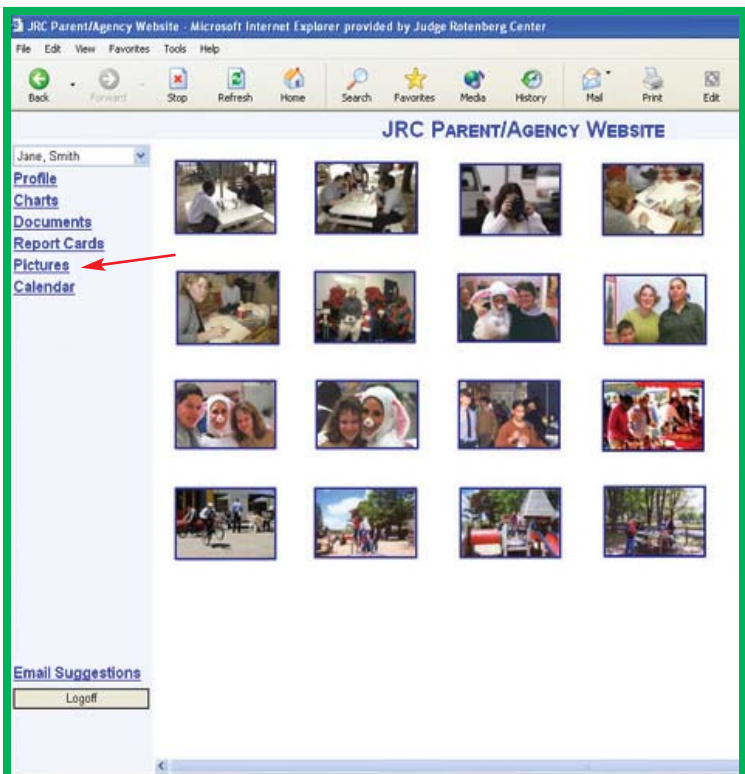 JRC Parent/Agency Website - Microsoft Internet Explorer provided by Judge Rotenberg Center
File Edit View Favorites Tools Help
Back Forward Stop Refresh Home Search Favorites Media History Mail Print Edit
JRC PARENT/AGENCY WEBSITE
Jane, Smith
Profile
Charts
Documents
Report Cards
Pictures
Calendar
Email Suggestions
Logoff